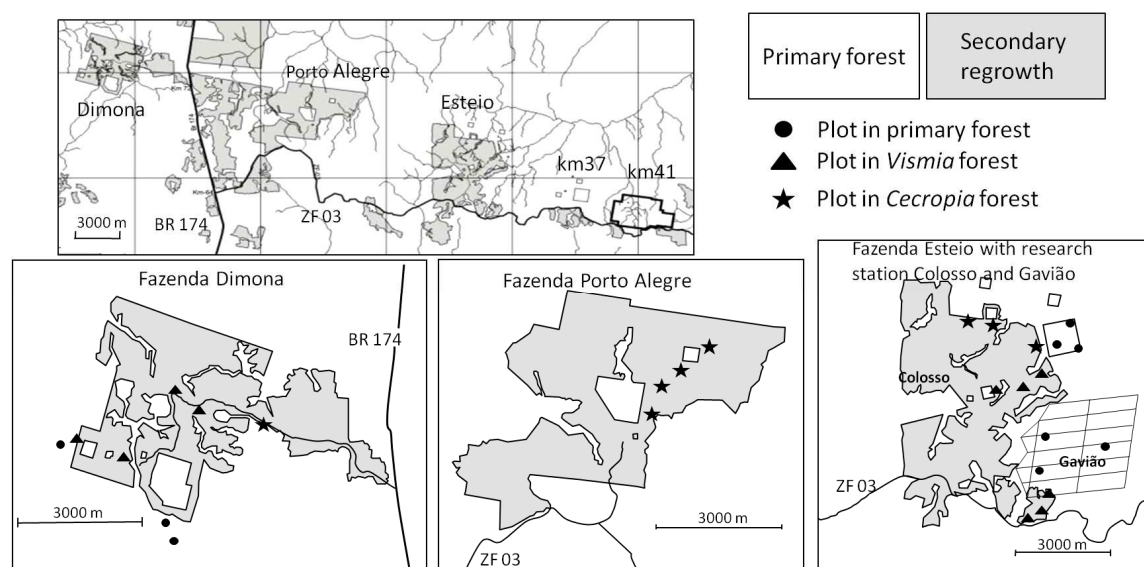 Porto Alegre
Dimona
Esteio
km37
km41
3000 m
BR 174
ZF 03
Primary forest
Secondary
regrowth
Plot in primary forest
Plot in Vismia forest
Plot in Cecropia forest
Fazenda Dimona
BR 174
3000 m
Fazenda Porto Alegre
3000 m
ZF 03
Fazenda Esteio with research
station Colosso and Gavião
Colosso
Gavião
ZF 03
3000 m